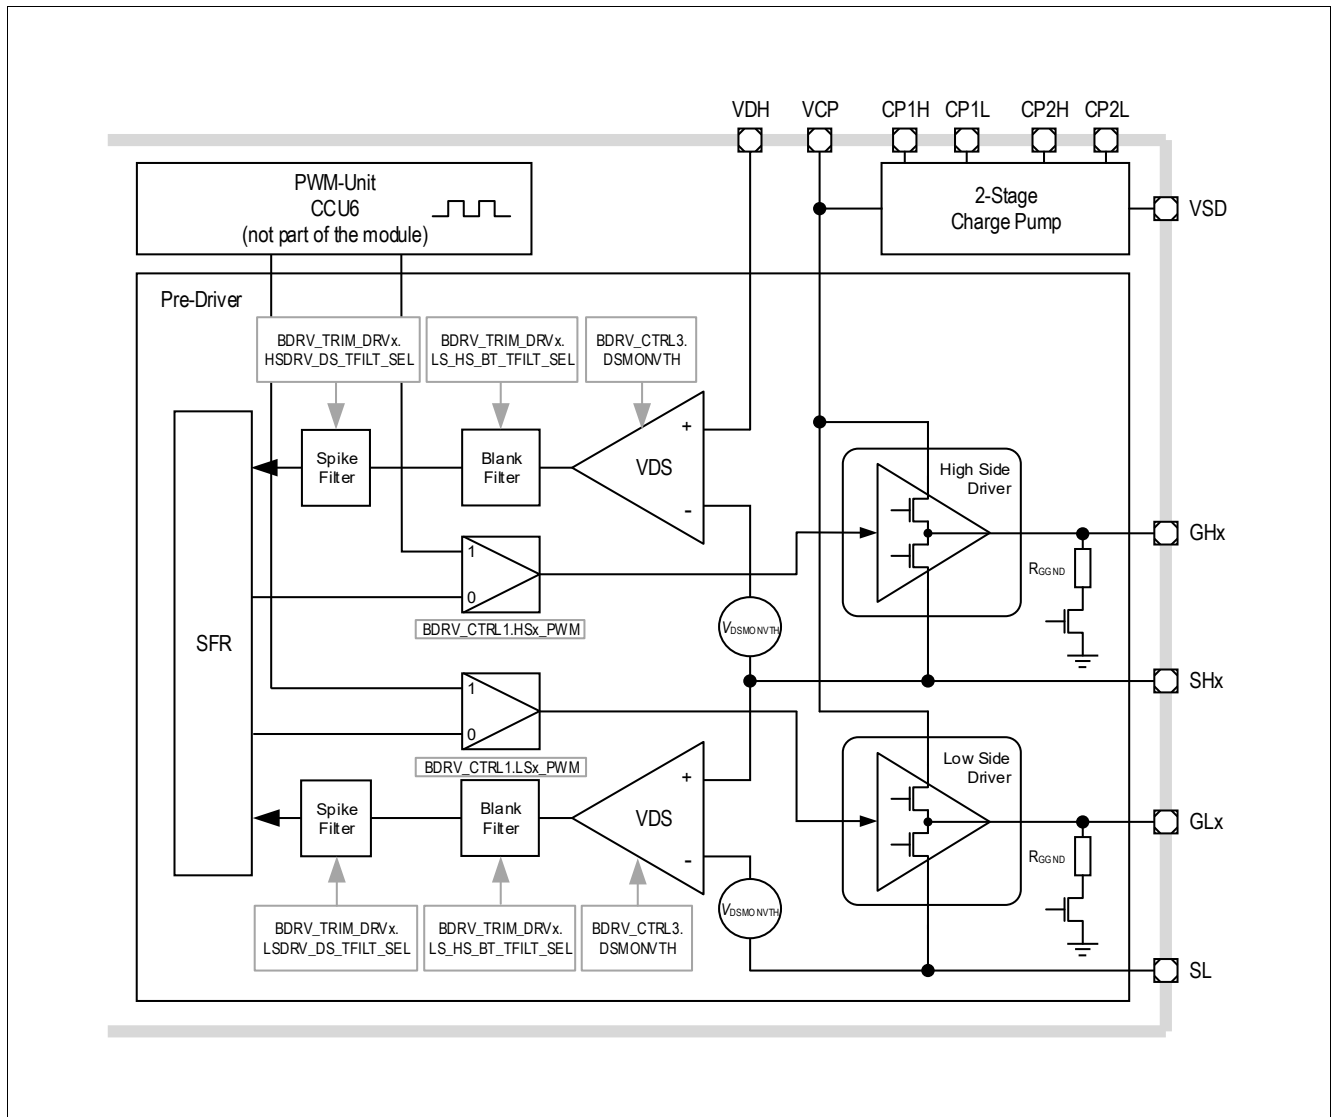 VDH
VCP
CP1H
CP1L
CP2H
CP2L
PWM-Unit
CCU6
(not part of the module)
2-Stage
Charge Pump
VSD
Pre-Driver
BDRV_TRIM_DRVx.
HSDRV_DS_TFILT_SEL
BDRV_TRIM_DRVx.
LS_HS_BT_TFILT_SEL
BDRV_CTRL3.
DSMONVTH
Spike
Filter
Blank
Filter
VDS
+
-
High Side
Driver
GHx
RGGND
1
0
BDRV_CTRL1.HSx_PWM
VDSMONVTH
SFR
SHx
1
0
BDRV_CTRL1.LSx_PWM
Low Side
Driver
Spike
Filter
Blank
Filter
VDS
+
-
GLx
RGGND
VDSMONVTH
BDRV_TRIM_DRVx.
LSDRV_DS_TFILT_SEL
BDRV_TRIM_DRVx.
LS_HS_BT_TFILT_SEL
BDRV_CTRL3.
DSMONVTH
SL